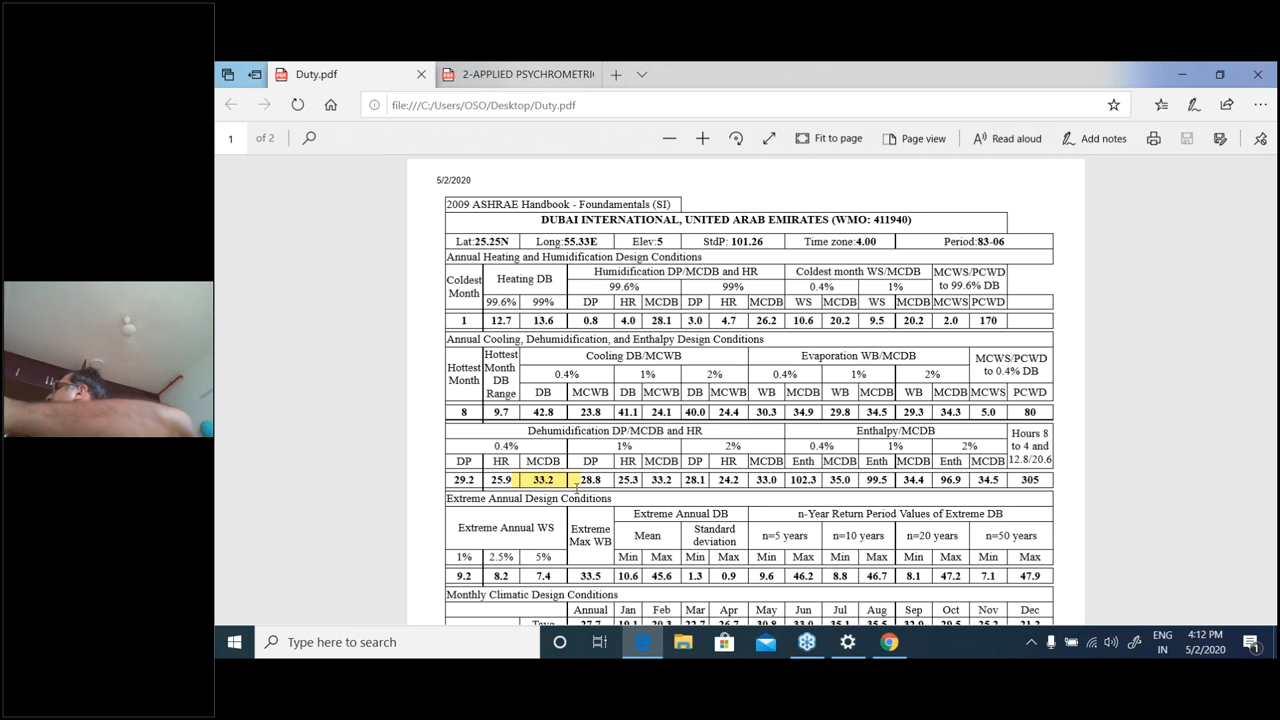 Duty.pdf
2-APPLIED PSYCHROMETRI
file:///C:/Users/OSO/Desktop/Duty.pdf
1 of 2
Fit to page
Page view
Read aloud
Add notes
5/2/2020
2009 ASHRAE Handbook - Foundamentals (SI)
DUBAI INTERNATIONAL, UNITED ARAB EMIRATES (WMO: 411940)
Lat:25.25N Long:55.33E Elev:5 StdP: 101.26 Time zone:4.00 Period:83-06
Annual Heating and Humidification Design Conditions
Coldest Month Heating DB Humidification DP/MCDB and HR Coldest month WS/MCDB MCWS/PCWD to 99.6% DB
99.6% 99% 0.4% 1%
99.6% 99% DP HR MCDB DP HR MCDB WS MCDB WS MCDB MCWS PCWD
1 12.7 13.6 0.8 4.0 28.1 3.0 4.7 26.2 10.6 20.2 9.5 20.2 2.0 170
Annual Cooling, Dehumidification, and Enthalpy Design Conditions
Hottest Month Hottest Month DB Range Cooling DB/MCWB Evaporation WB/MCDB MCWS/PCWD to 0.4% DB
0.4% 1% 2% 0.4% 1% 2%
DB MCWB DB MCWB DB MCWB WB MCDB WB MCDB WB MCDB MCWS PCWD
8 9.7 42.8 23.8 41.1 24.1 40.0 24.4 30.3 34.9 29.8 34.5 29.3 34.3 5.0 80
Dehumidification DP/MCDB and HR Enthalpy/MCDB Hours 8 to 4 and 12.8/20.6
0.4% 1% 2% 0.4% 1% 2%
DP HR MCDB DP HR MCDB DP HR MCDB Enth MCDB Enth MCDB Enth MCDB
29.2 25.9 33.2 28.8 25.3 33.2 28.1 24.2 33.0 102.3 35.0 99.5 34.4 96.9 34.5 305
Extreme Annual Design Conditions
Extreme Annual WS Extreme Max WB Extreme Annual DB n-Year Return Period Values of Extreme DB
Mean Standard deviation n=5 years n=10 years n=20 years n=50 years
1% 2.5% 5% Min Max Min Max Min Max Min Max Min Max Min Max
9.2 8.2 7.4 33.5 10.6 45.6 1.3 0.9 9.6 46.2 8.8 46.7 8.1 47.2 7.1 47.9
Monthly Climatic Design Conditions
Annual Jan Feb Mar Apr May Jun Jul Aug Sep Oct Nov Dec
Type here to search
ENG
IN
4:12 PM
5/2/2020
1